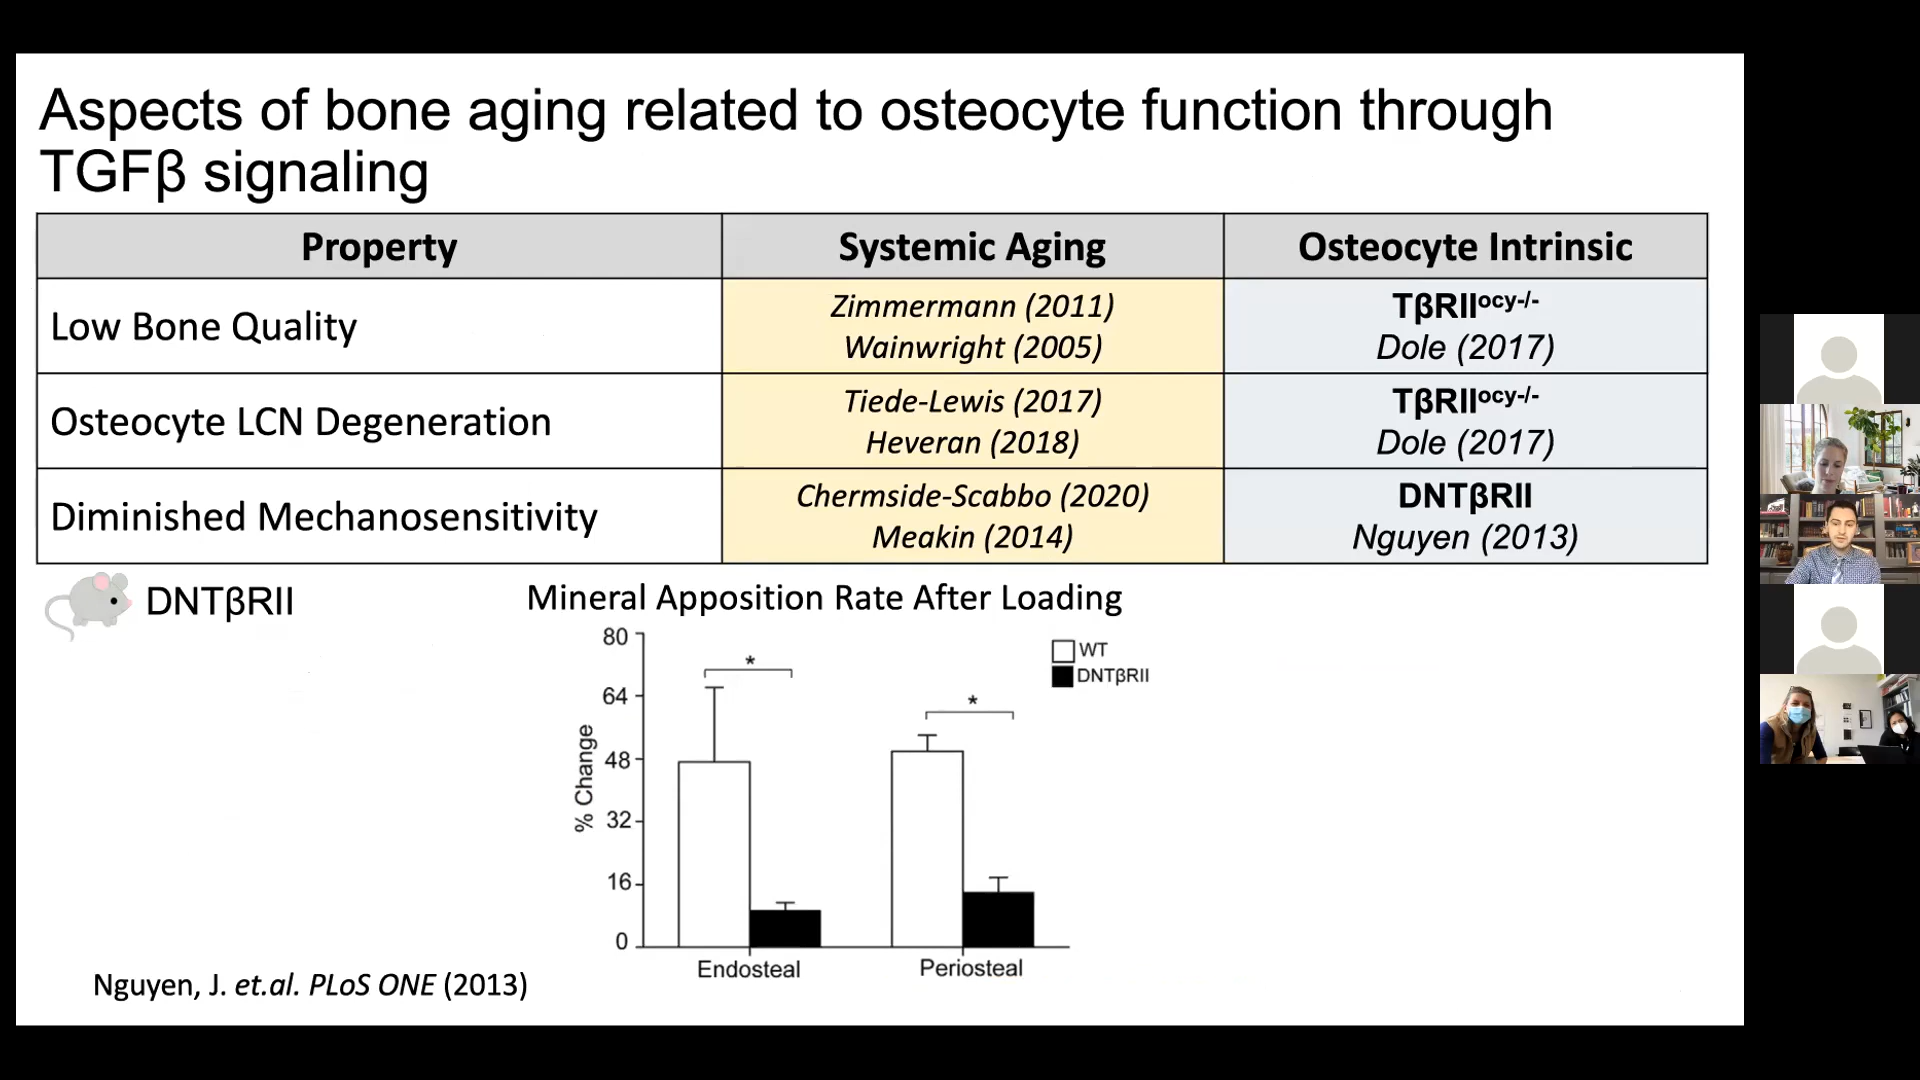 Aspects of bone aging related to osteocyte function through
TGFβ signaling
Property
Systemic Aging
Osteocyte Intrinsic
Low Bone Quality
Zimmermann (2011)
Wainwright (2005)
TβRIIocy-/-
Dole (2017)
Osteocyte LCN Degeneration
Tiede-Lewis (2017)
Heveran (2018)
TβRIIocy-/-
Dole (2017)
Diminished Mechanosensitivity
Chermside-Scabbo (2020)
Meakin (2014)
DNTβRII
Nguyen (2013)
DNTβRII
Mineral Apposition Rate After Loading
80
64
48
32
16
0
% Change
*
*
WT
DNTβRII
Endosteal
Periosteal
Nguyen, J. et.al. PLoS ONE (2013)